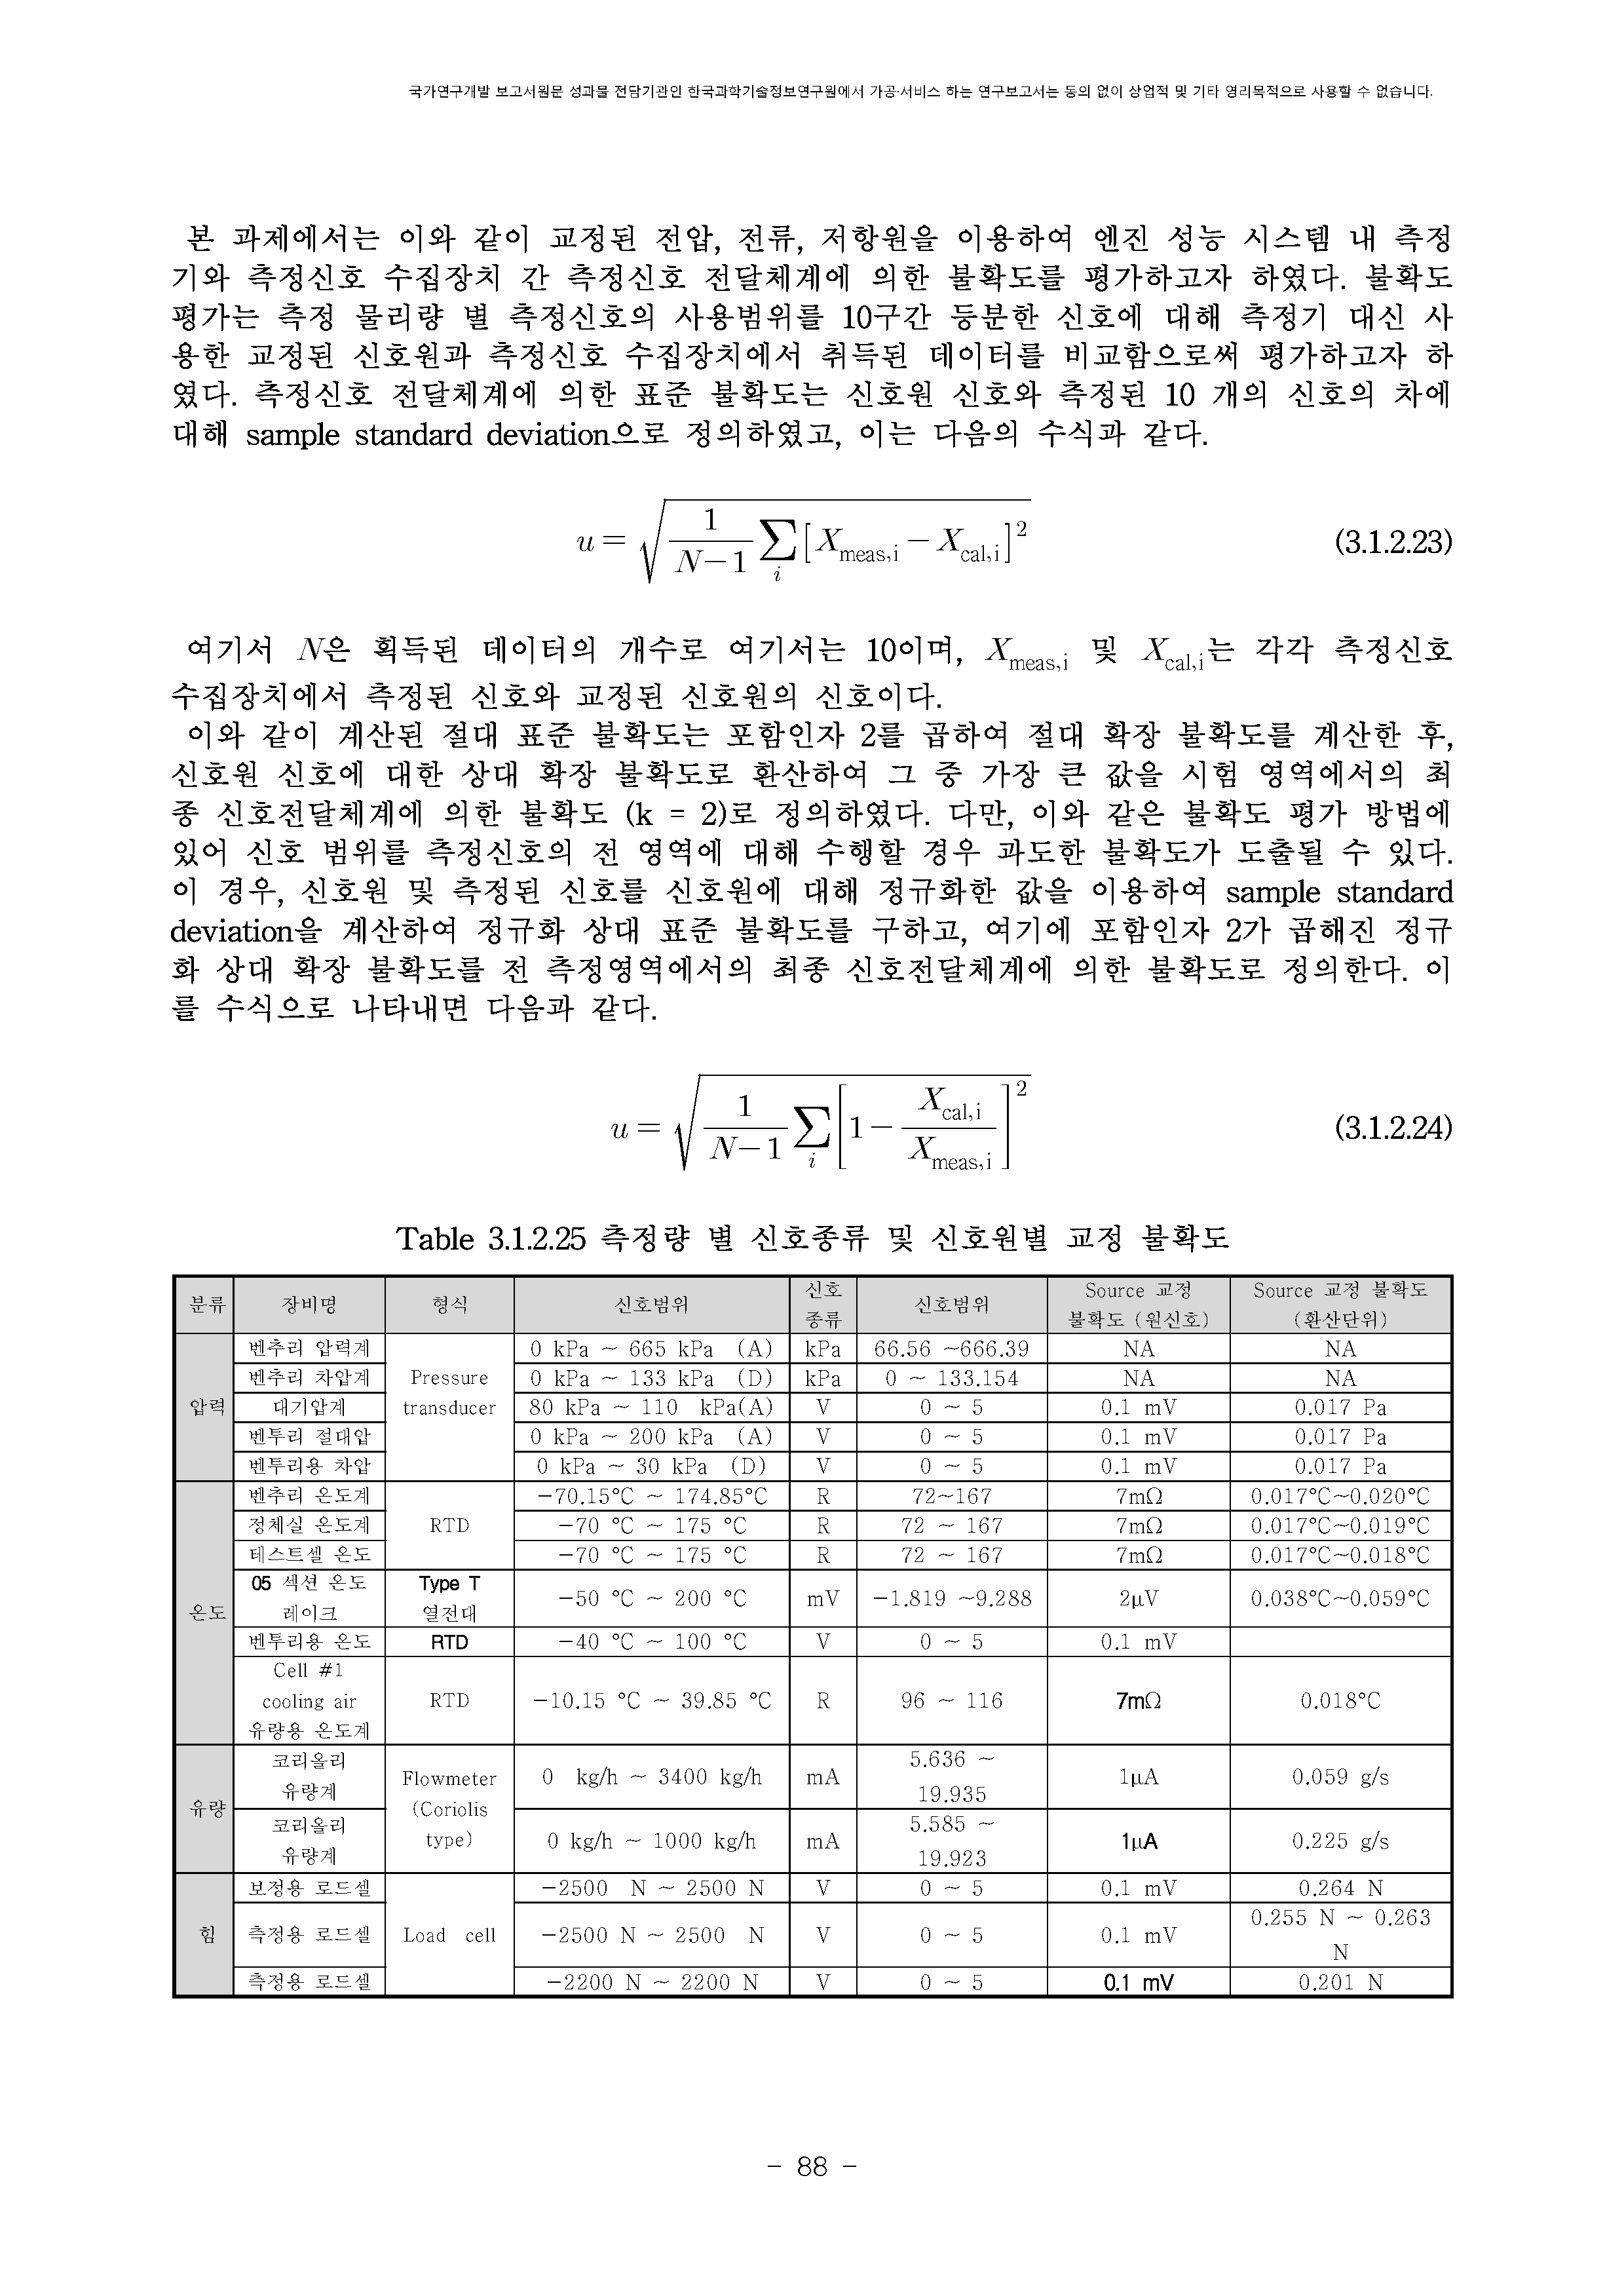 국가연구개발 보고서원문 성과물 전담기관인 한국과학기술정보연구원에서 가공·서비스 하는 연구보고서는 동의 없이 상업적 및 기타 영리목적으로 사용할 수 없습니다.
본 과제에서는 이와 같이 교정된 전압, 전류, 저항원을 이용하여 엔진 성능 시스템 내 측정
기와 측정신호 수집장치 간 측정신호 전달체계에 의한 불확도를 평가하고자 하였다. 불확도
평가는 측정 물리량 별 측정신호의 사용범위를 10구간 등분한 신호에 대해 측정기 대신 사
용한 교정된 신호원과 측정신호 수집장치에서 취득된 데이터를 비교함으로써 평가하고자 하
였다. 측정신호 전달체계에 의한 표준 불확도는 신호원 신호와 측정된 10 개의 신호의 차에
대해 sample standard deviation으로 정의하였고, 이는 다음의 수식과 같다.
u = √( 1/(N−1) ∑_i [X_meas,i − X_cal,i]² ) (3.1.2.23)
여기서 N은 획득된 데이터의 개수로 여기서는 10이며, X_meas,i 및 X_cal,i는 각각 측정신호
수집장치에서 측정된 신호와 교정된 신호원의 신호이다.
이와 같이 계산된 절대 표준 불확도는 포함인자 2를 곱하여 절대 확장 불확도를 계산한 후,
신호원 신호에 대한 상대 확장 불확도로 환산하여 그 중 가장 큰 값을 시험 영역에서의 최
종 신호전달체계에 의한 불확도 (k = 2)로 정의하였다. 다만, 이와 같은 불확도 평가 방법에
있어 신호 범위를 측정신호의 전 영역에 대해 수행할 경우 과도한 불확도가 도출될 수 있다.
이 경우, 신호원 및 측정된 신호를 신호원에 대해 정규화한 값을 이용하여 sample standard
deviation을 계산하여 정규화 상대 표준 불확도를 구하고, 여기에 포함인자 2가 곱해진 정규
화 상대 확장 불확도를 전 측정영역에서의 최종 신호전달체계에 의한 불확도로 정의한다. 이
를 수식으로 나타내면 다음과 같다.
u = √( 1/(N−1) ∑_i [1 − X_cal,i/X_meas,i]² ) (3.1.2.24)
Table 3.1.2.25 측정량 별 신호종류 및 신호원별 교정 불확도
분류 장비명 형식 신호범위 신호 종류 신호범위 Source 교정 불확도 (원신호) Source 교정 불확도 (환산단위)
압력 벤추리 압력계 Pressure transducer 0 kPa ~ 665 kPa (A) kPa 66.56 ~666.39 NA NA
벤추리 차압계 0 kPa ~ 133 kPa (D) kPa 0 ~ 133.154 NA NA
대기압계 80 kPa ~ 110 kPa(A) V 0 ~ 5 0.1 mV 0.017 Pa
벤투리 절대압 0 kPa ~ 200 kPa (A) V 0 ~ 5 0.1 mV 0.017 Pa
벤투리용 차압 0 kPa ~ 30 kPa (D) V 0 ~ 5 0.1 mV 0.017 Pa
온도 벤추리 온도계 RTD −70.15°C ~ 174.85°C R 72~167 7mΩ 0.017°C~0.020°C
정체실 온도계 −70 °C ~ 175 °C R 72 ~ 167 7mΩ 0.017°C~0.019°C
테스트셀 온도 −70 °C ~ 175 °C R 72 ~ 167 7mΩ 0.017°C~0.018°C
05 섹션 온도 레이크 Type T 열전대 −50 °C ~ 200 °C mV −1.819 ~9.288 2μV 0.038°C~0.059°C
벤투리용 온도 RTD −40 °C ~ 100 °C V 0 ~ 5 0.1 mV
Cell #1 cooling air 유량용 온도계 RTD −10.15 °C ~ 39.85 °C R 96 ~ 116 7mΩ 0.018°C
유량 코리올리 유량계 Flowmeter (Coriolis type) 0 kg/h ~ 3400 kg/h mA 5.636 ~ 19.935 1μA 0.059 g/s
코리올리 유량계 0 kg/h ~ 1000 kg/h mA 5.585 ~ 19.923 1μA 0.225 g/s
힘 보정용 로드셀 Load cell −2500 N ~ 2500 N V 0 ~ 5 0.1 mV 0.264 N
측정용 로드셀 −2500 N ~ 2500 N V 0 ~ 5 0.1 mV 0.255 N ~ 0.263 N
측정용 로드셀 −2200 N ~ 2200 N V 0 ~ 5 0.1 mV 0.201 N
- 88 -